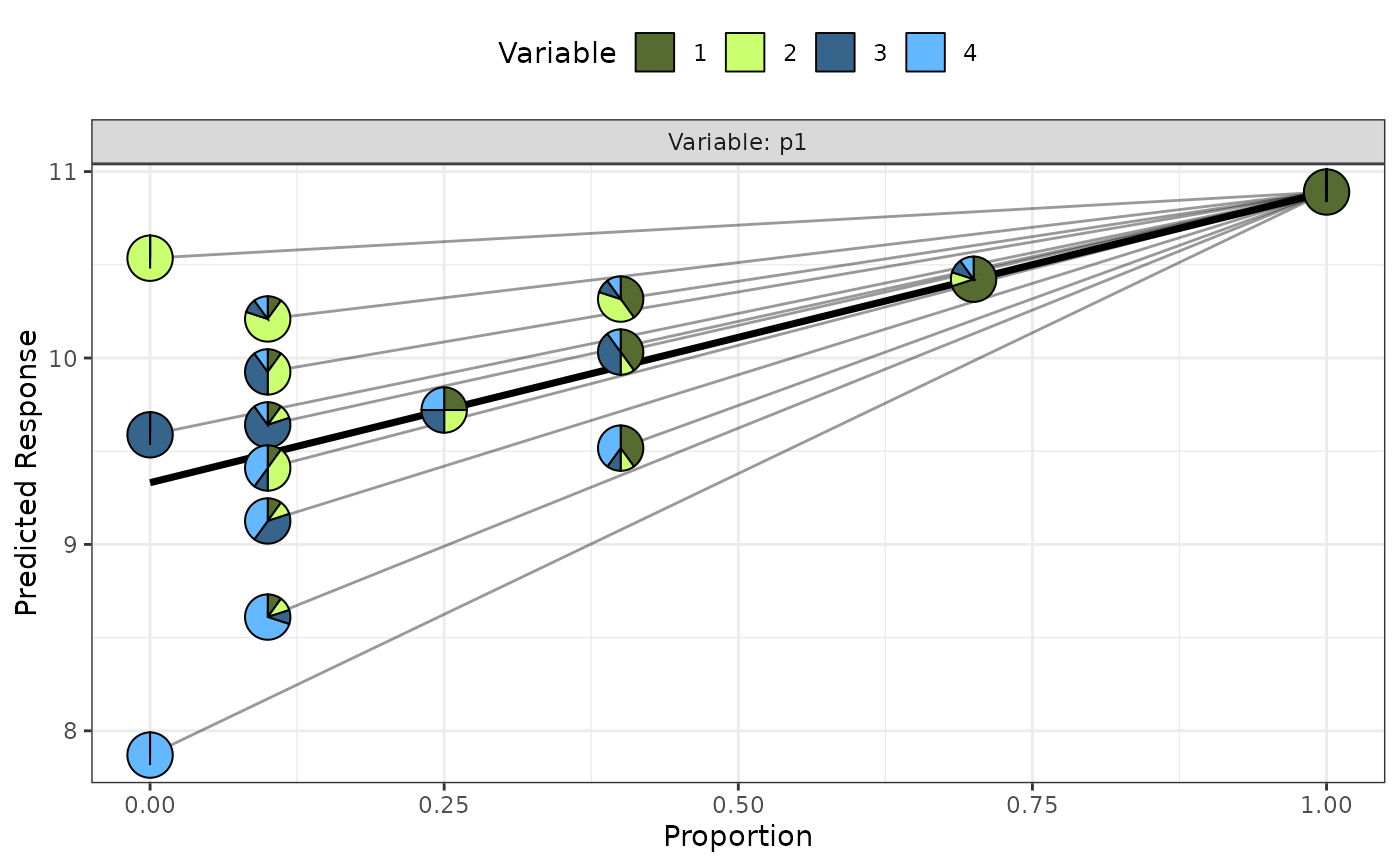 Variable 1 2 3 4
Variable: p1
11
10
9
8
Predicted Response
0.00 0.25 0.50 0.75 1.00
Proportion